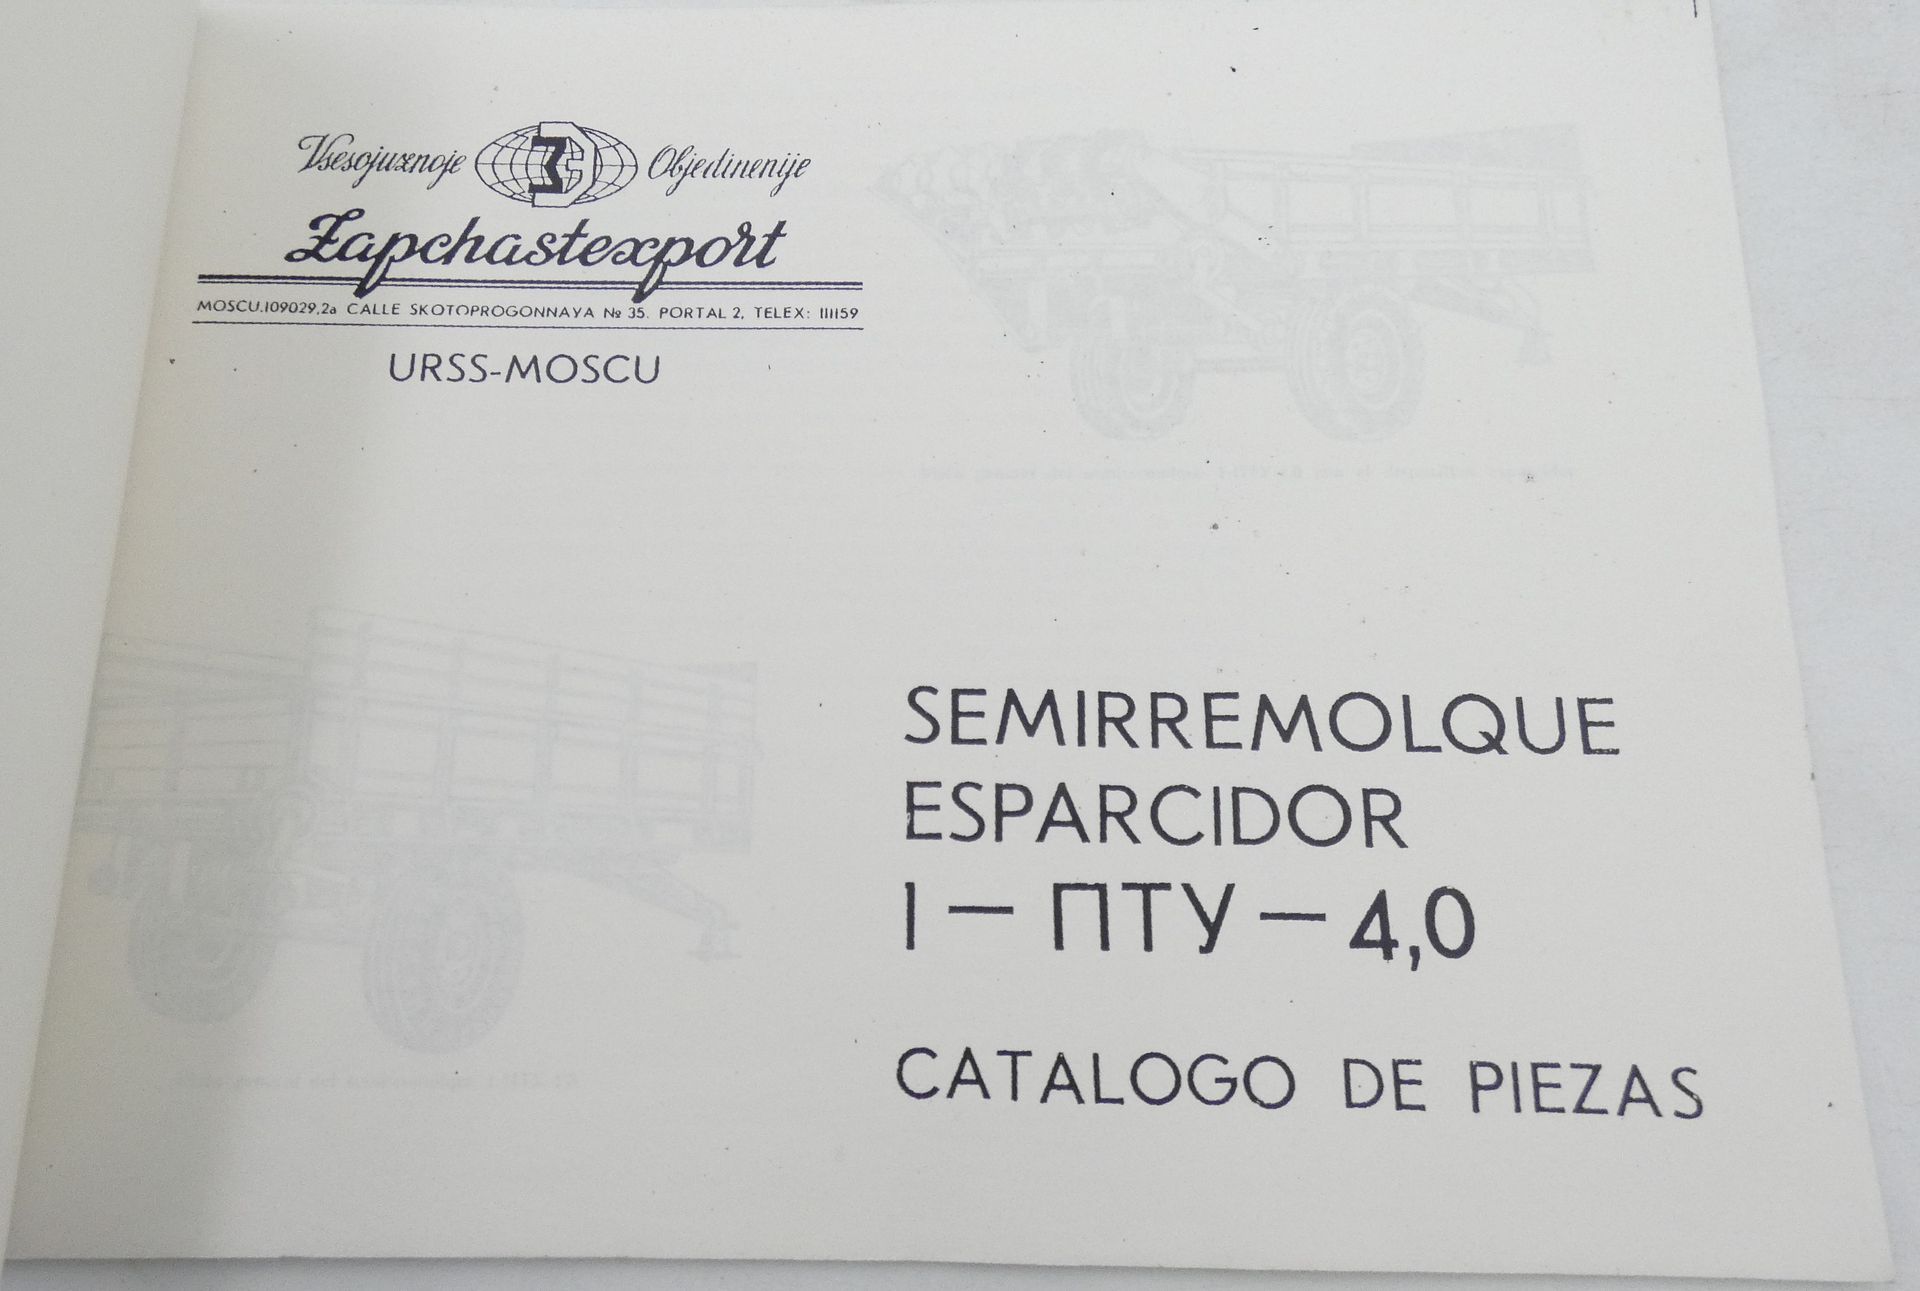 Vsesojuznoje Objedinenije
Zapchastexport
MOSCU.109029,2a CALLE SKOTOPROGONNAYA № 35. PORTAL 2, TELEX: 111159
URSS-MOSCU
SEMIRREMOLQUE
ESPARCIDOR
I — ПТУ — 4,0
CATALOGO DE PIEZAS